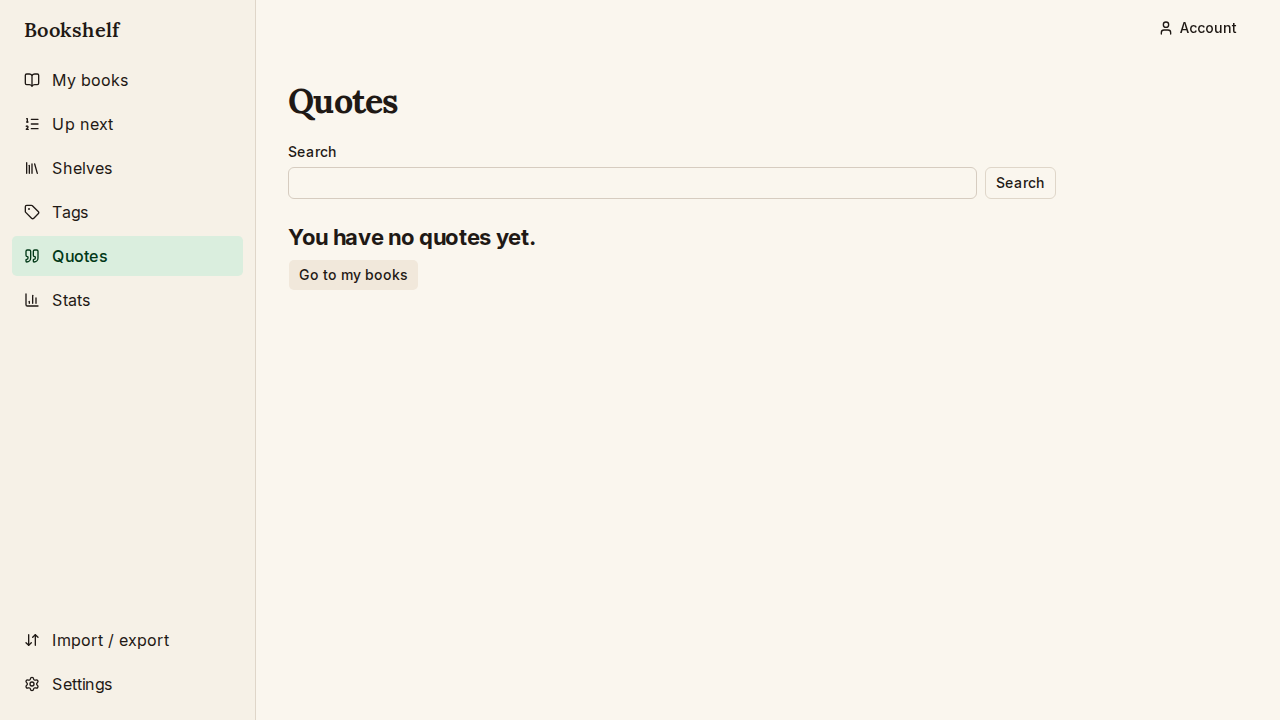 Bookshelf
My books
Up next
Shelves
Tags
Quotes
Stats
Import / export
Settings
Account
Quotes
Search
Search
You have no quotes yet.
Go to my books